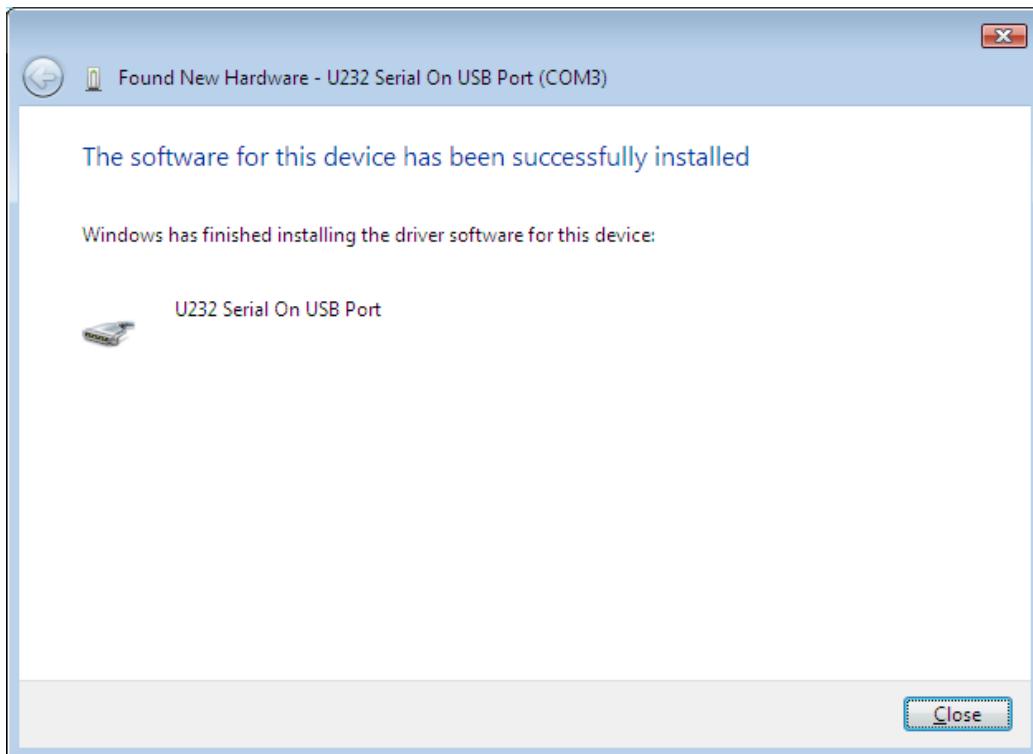 Found New Hardware - U232 Serial On USB Port (COM3)
The software for this device has been successfully installed
Windows has finished installing the driver software for this device:
U232 Serial On USB Port
Close